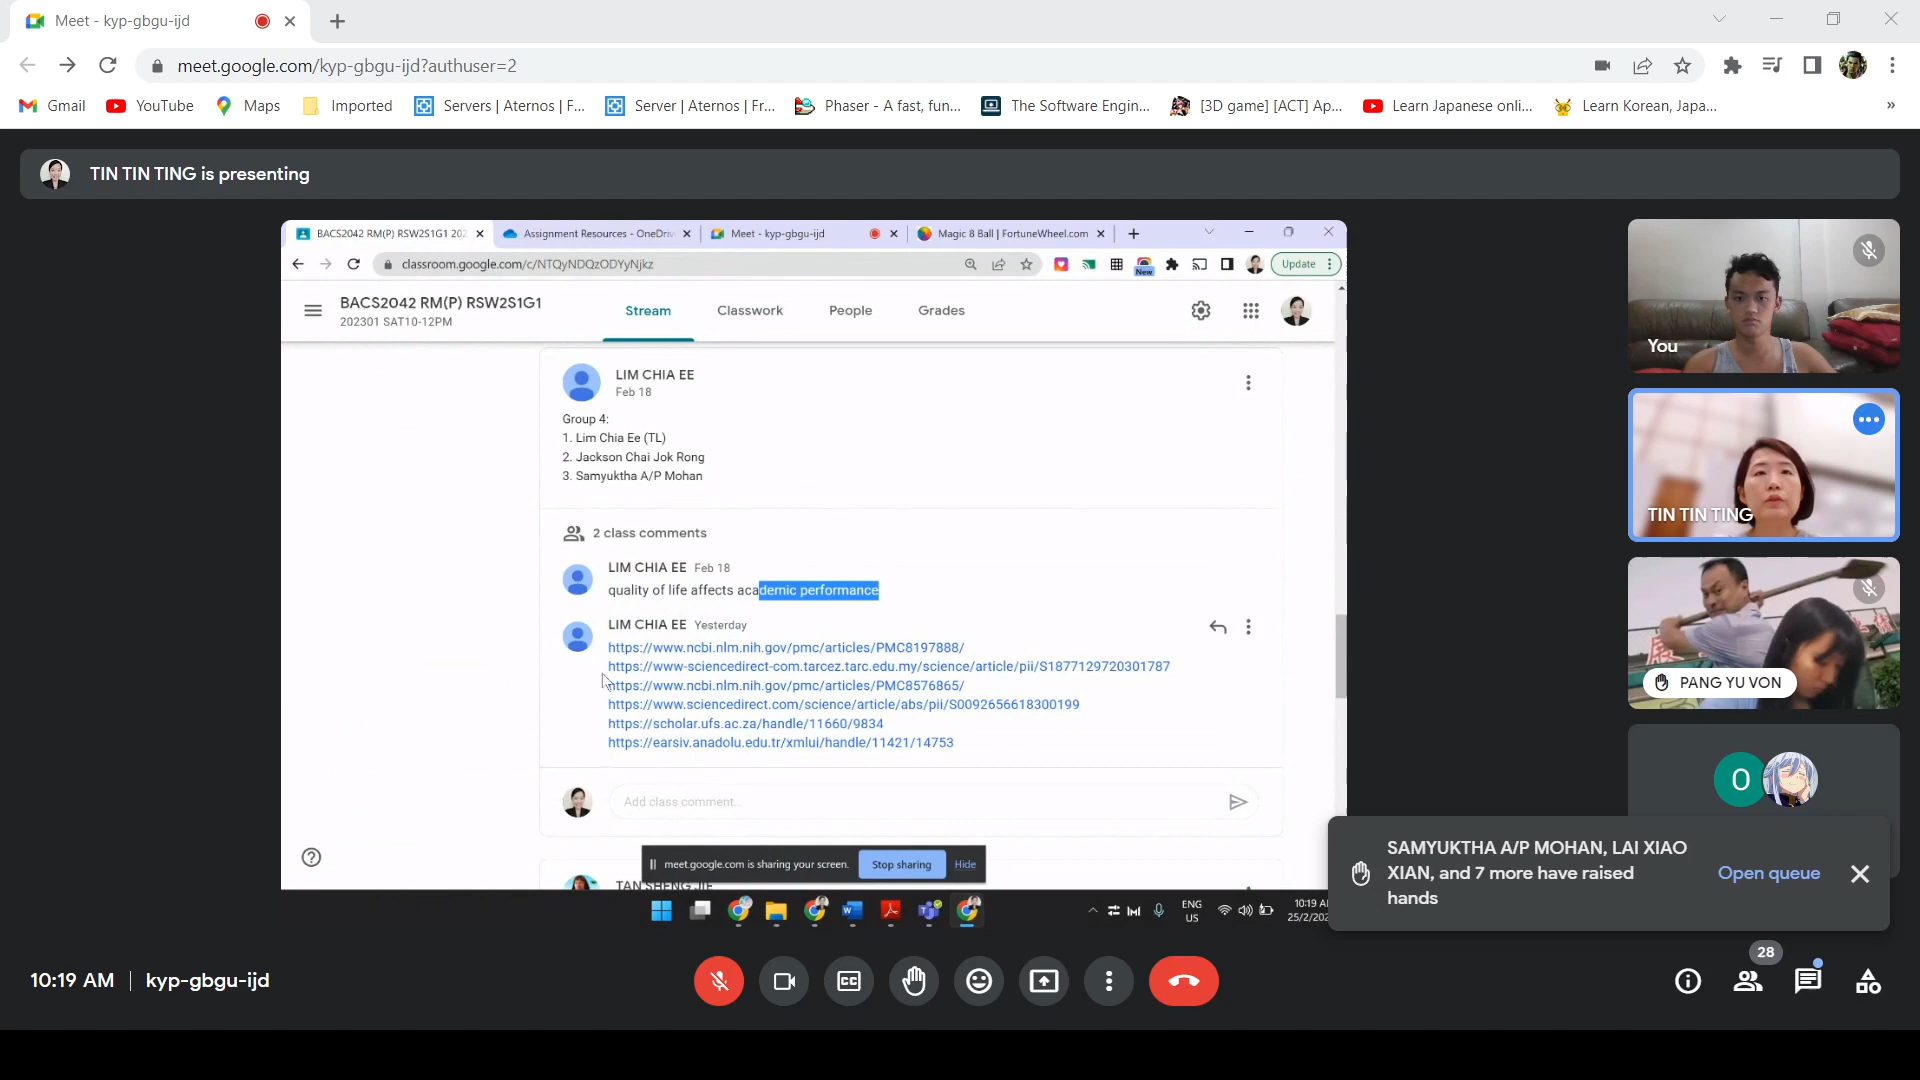 Meet - kyp-gbgu-ijd
meet.google.com/kyp-gbgu-ijd?authuser=2
Gmail
YouTube
Maps
Imported
Servers | Aternos | F...
Server | Aternos | Fr...
Phaser - A fast, fun...
The Software Engin...
[3D game] [ACT] Ap...
Learn Japanese onli...
Learn Korean, Japa...
»
TIN TIN TING is presenting
BACS2042 RM(P) RSW2S1G1 202
Assignment Resources - OneDriv
Meet - kyp-gbgu-ijd
Magic 8 Ball | FortuneWheel.com
classroom.google.com/c/NTQyNDQzODYyNjkz
New
Update
BACS2042 RM(P) RSW2S1G1
202301 SAT10-12PM
Stream
Classwork
People
Grades
LIM CHIA EE
Feb 18
Group 4:
1. Lim Chia Ee (TL)
2. Jackson Chai Jok Rong
3. Samyuktha A/P Mohan
2 class comments
LIM CHIA EE Feb 18
quality of life affects academic performance
LIM CHIA EE Yesterday
https://www.ncbi.nlm.nih.gov/pmc/articles/PMC8197888/
https://www-sciencedirect-com.tarcez.tarc.edu.my/science/article/pii/S1877129720301787
https://www.ncbi.nlm.nih.gov/pmc/articles/PMC8576865/
https://www.sciencedirect.com/science/article/abs/pii/S0092656618300199
https://scholar.ufs.ac.za/handle/11660/9834
https://earsiv.anadolu.edu.tr/xmlui/handle/11421/14753
Add class comment...
meet.google.com is sharing your screen.
Stop sharing
Hide
TAN SHENG JIE
ENG
US
10:19 AM
25/2/202
You
TIN TIN TING
PANG YU VON
O
SAMYUKTHA A/P MOHAN, LAI XIAO
XIAN, and 7 more have raised
hands
Open queue
10:19 AM
kyp-gbgu-ijd
28